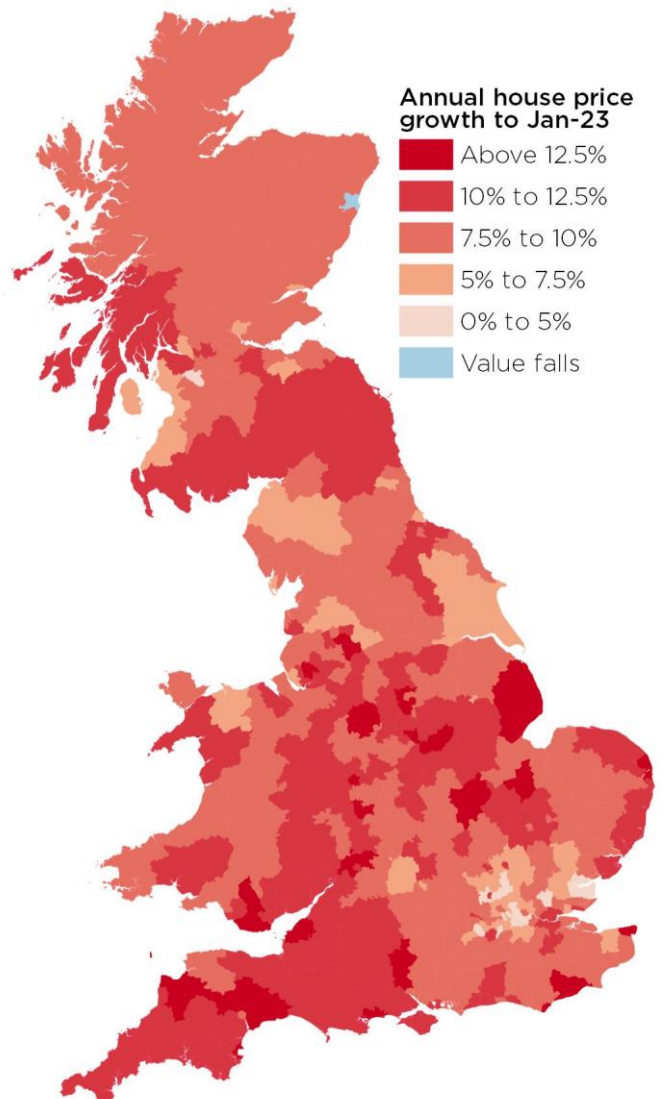 Annual house price
growth to Jan-23
Above 12.5%
10% to 12.5%
7.5% to 10%
5% to 7.5%
0% to 5%
Value falls